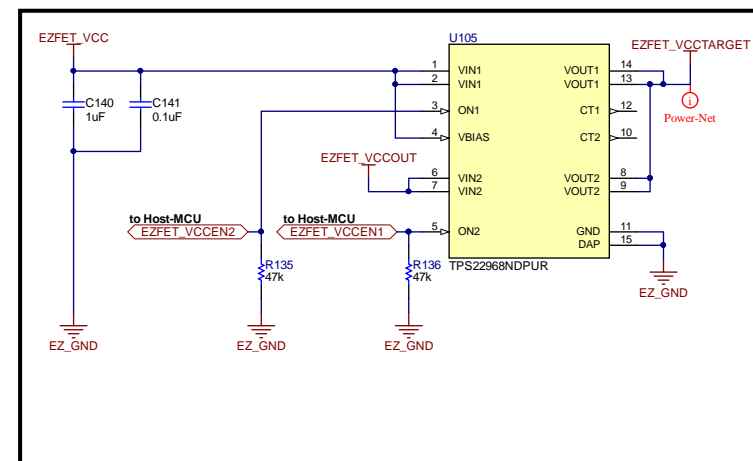 EZFET_VCC
U105
EZFET_VCCTARGET
1 VIN1 VOUT1 14
2 VIN1 VOUT1 13
C140 C141
1uF 0.1uF
3 ON1 CT1 12
i
Power-Net
4 VBIAS CT2 10
EZFET_VCCOUT
6 VIN2 VOUT2 8
7 VIN2 VOUT2 9
to Host-MCU to Host-MCU
EZFET_VCCEN2 EZFET_VCCEN1
5 ON2 GND 11
DAP 15
R135 R136
47k 47k
TPS22968NDPUR
EZ_GND
EZ_GND EZ_GND EZ_GND